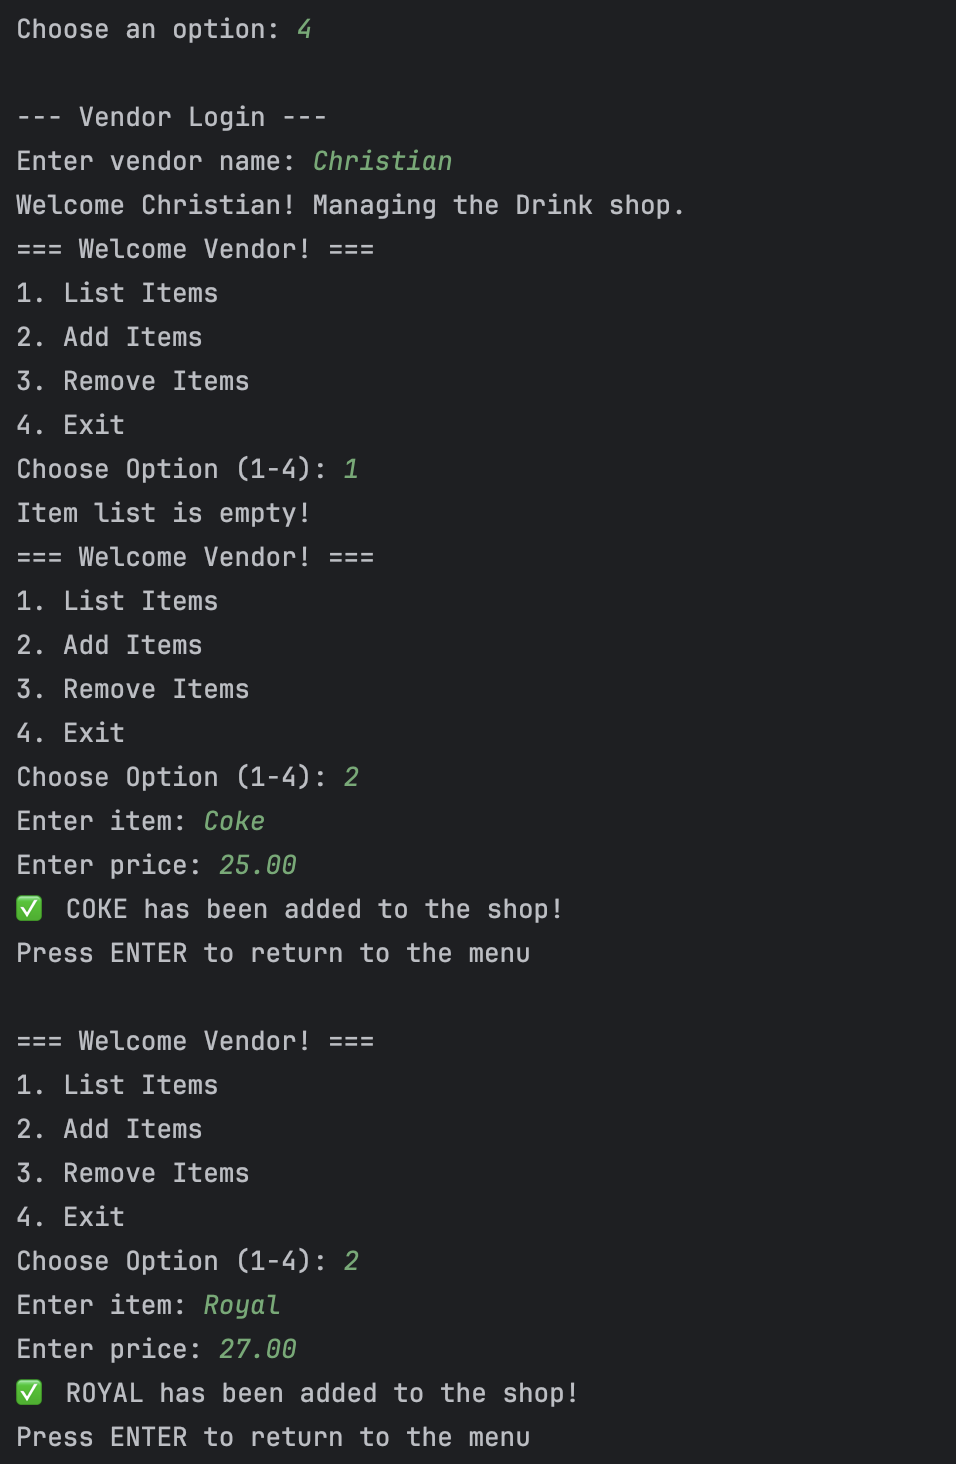 Choose an option: 4
--- Vendor Login ---
Enter vendor name: Christian
Welcome Christian! Managing the Drink shop.
=== Welcome Vendor! ===
1. List Items
2. Add Items
3. Remove Items
4. Exit
Choose Option (1-4): 1
Item list is empty!
=== Welcome Vendor! ===
1. List Items
2. Add Items
3. Remove Items
4. Exit
Choose Option (1-4): 2
Enter item: Coke
Enter price: 25.00
✅ COKE has been added to the shop!
Press ENTER to return to the menu
=== Welcome Vendor! ===
1. List Items
2. Add Items
3. Remove Items
4. Exit
Choose Option (1-4): 2
Enter item: Royal
Enter price: 27.00
✅ ROYAL has been added to the shop!
Press ENTER to return to the menu